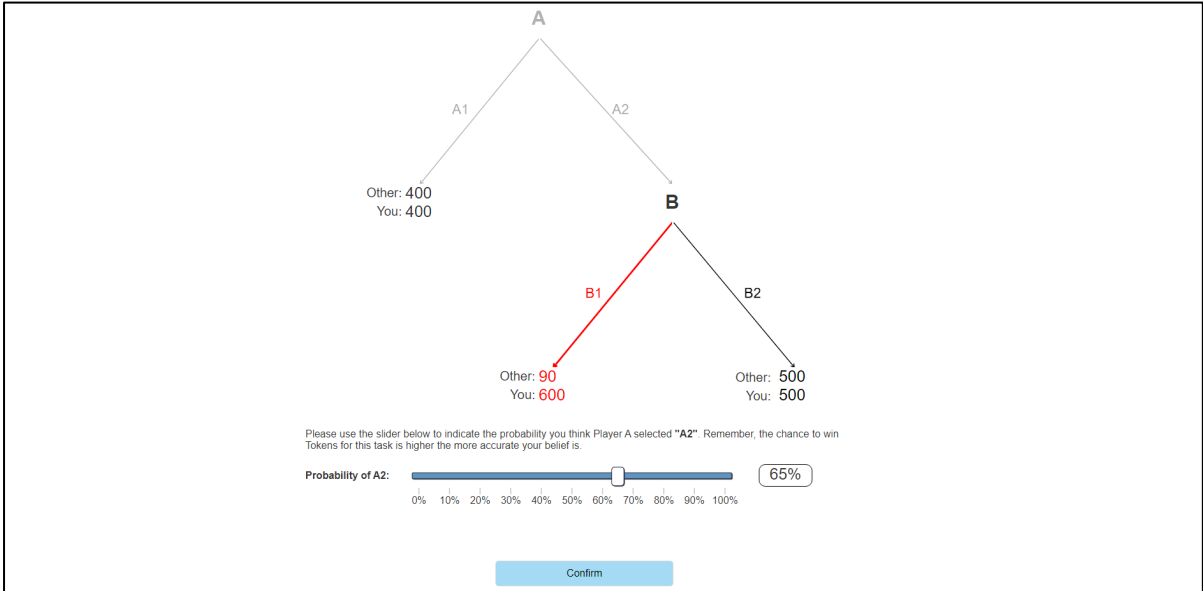 A
A1
A2
Other: 400
You: 400
B
B1
B2
Other: 90
You: 600
Other: 500
You: 500
Please use the slider below to indicate the probability you think Player A selected "A2". Remember, the chance to win
Tokens for this task is higher the more accurate your belief is.
Probability of A2:
65%
0% 10% 20% 30% 40% 50% 60% 70% 80% 90% 100%
Confirm